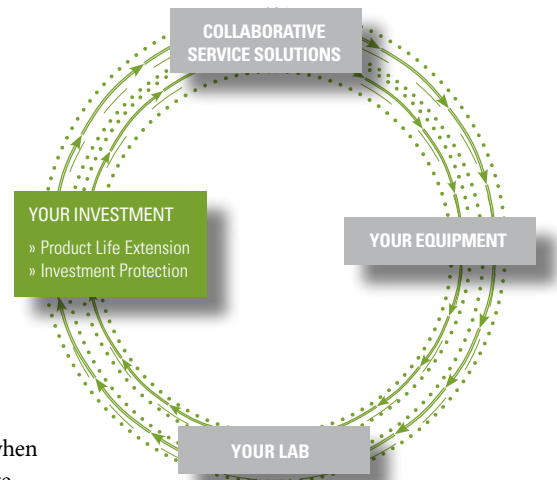 COLLABORATIVE
SERVICE SOLUTIONS
YOUR INVESTMENT
» Product Life Extension
» Investment Protection
YOUR EQUIPMENT
YOUR LAB